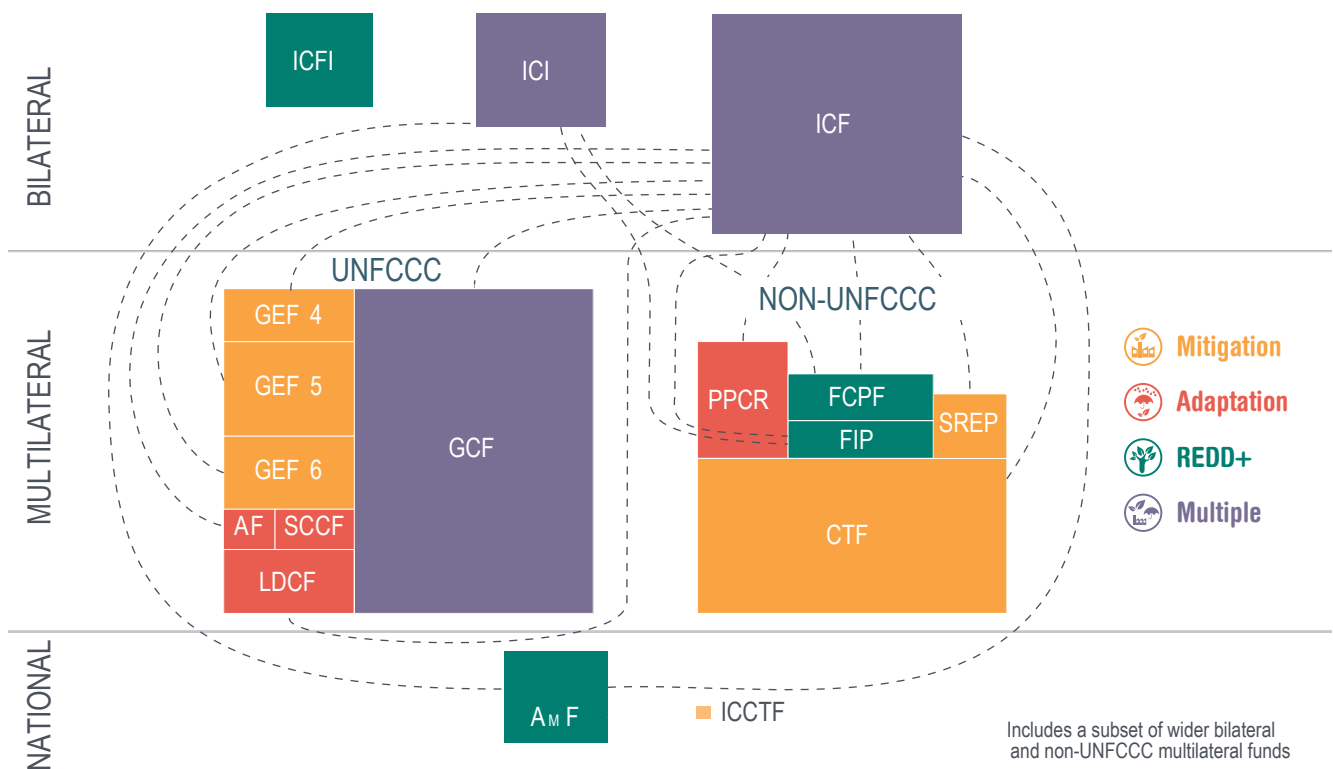 BILATERAL
ICFI
ICI
ICF
MULTILATERAL
UNFCCC
GEF 4
GEF 5
GEF 6
AF
SCCF
LDCF
GCF
NON-UNFCCC
PPCR
FCPF
FIP
SREP
CTF
Mitigation
Adaptation
REDD+
Multiple
NATIONAL
AMF
ICCTF
Includes a subset of wider bilateral
and non-UNFCCC multilateral funds